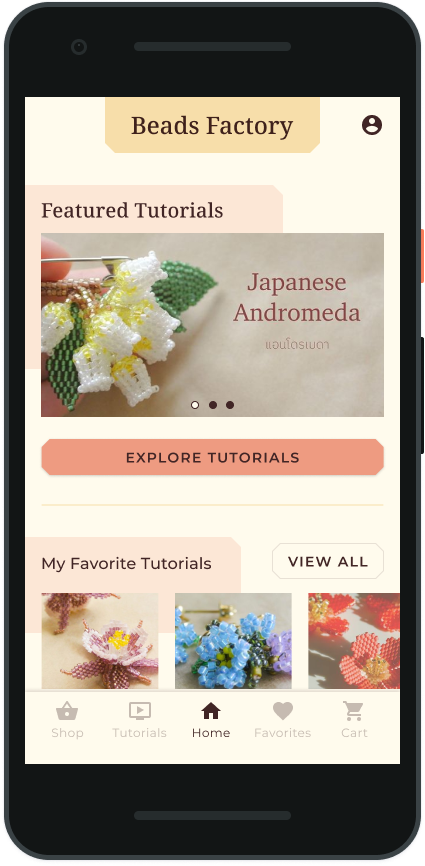 Beads Factory
Featured Tutorials
Japanese
Andromeda
แอนโดรเมดา
EXPLORE TUTORIALS
My Favorite Tutorials
VIEW ALL
Shop
Tutorials
Home
Favorites
Cart